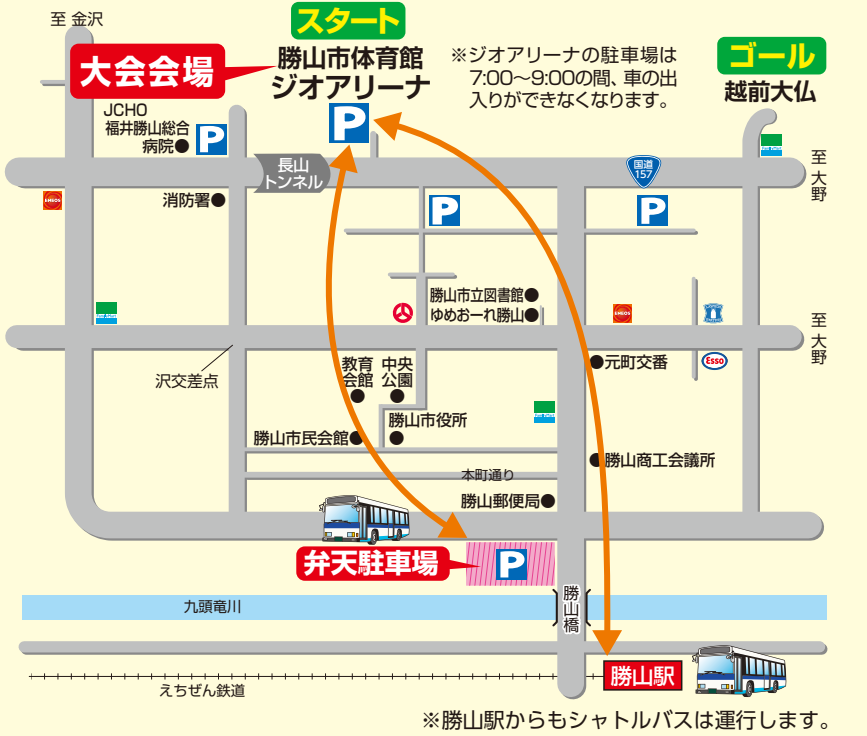 至 金沢
スタート
大会会場
勝山市体育館
ジオアリーナ
※ジオアリーナの駐車場は
7:00～9:00の間、車の出
入りができなくなります。
ゴール
越前大仏
JCHO
福井勝山総合
病院
P
P
長山
トンネル
国道
157
至
大
野
ENEOS
消防署
P
P
勝山市立図書館
ゆめおーれ勝山
ENEOS
至
大
野
沢交差点
教育
会館
中央
公園
元町交番
Esso
勝山市役所
勝山市民会館
勝山商工会議所
本町通り
勝山郵便局
弁天駐車場
P
九頭竜川
勝
山
橋
えちぜん鉄道
勝山駅
※勝山駅からもシャトルバスは運行します。